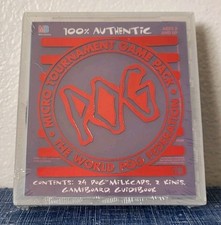 100% AUTHENTIC
MICRO TOURNAMENT GAME PACK
POG
THE WORLD POG FEDERATION
CONTENTS: 24 POG MILKCAPS, 2 KINIS,
GAMEBOARD, GUIDEBOOK